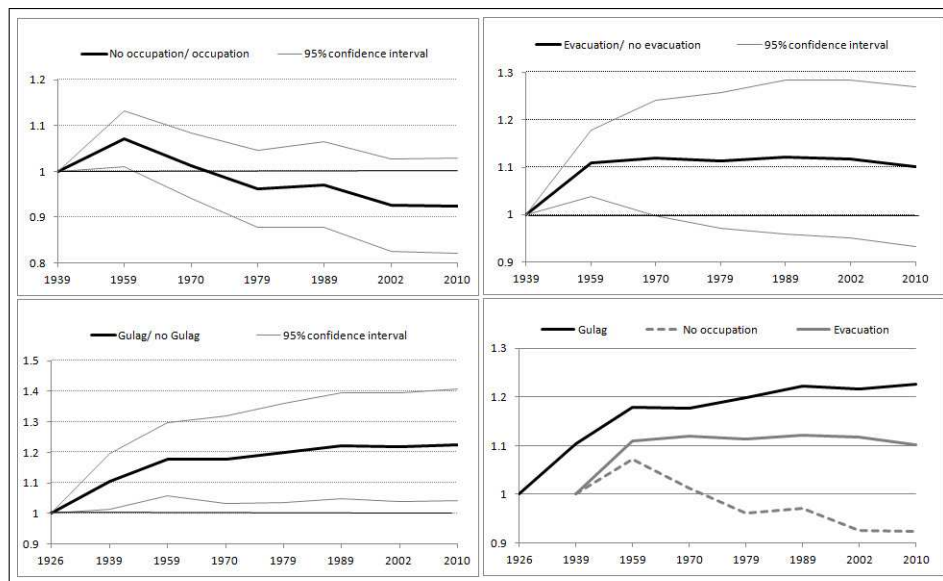 No occupation/ occupation 95% confidence interval
1.2
1.1
1
0.9
0.8
1939 1959 1970 1979 1989 2002 2010
Evacuation/ no evacuation 95% confidence interval
1.3
1.2
1.1
1
0.9
1939 1959 1970 1979 1989 2002 2010
Gulag/ no Gulag 95% confidence interval
1.5
1.4
1.3
1.2
1.1
1
0.9
1926 1939 1959 1970 1979 1989 2002 2010
Gulag No occupation Evacuation
1.3
1.2
1.1
1
0.9
1926 1939 1959 1970 1979 1989 2002 2010